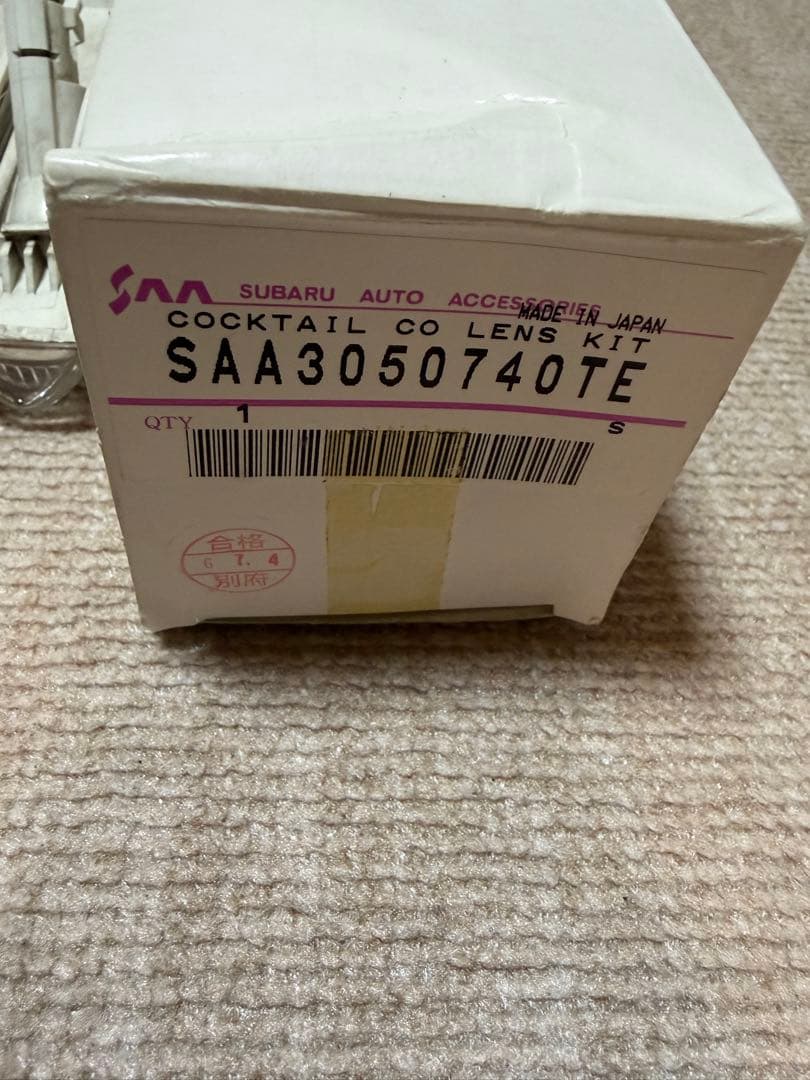 SAA SUBARU AUTO ACCESSORIES
MADE IN JAPAN
COCKTAIL CO LENS KIT
SAA3050740TE
QTY 1 S
合格
6 7. 4
別府